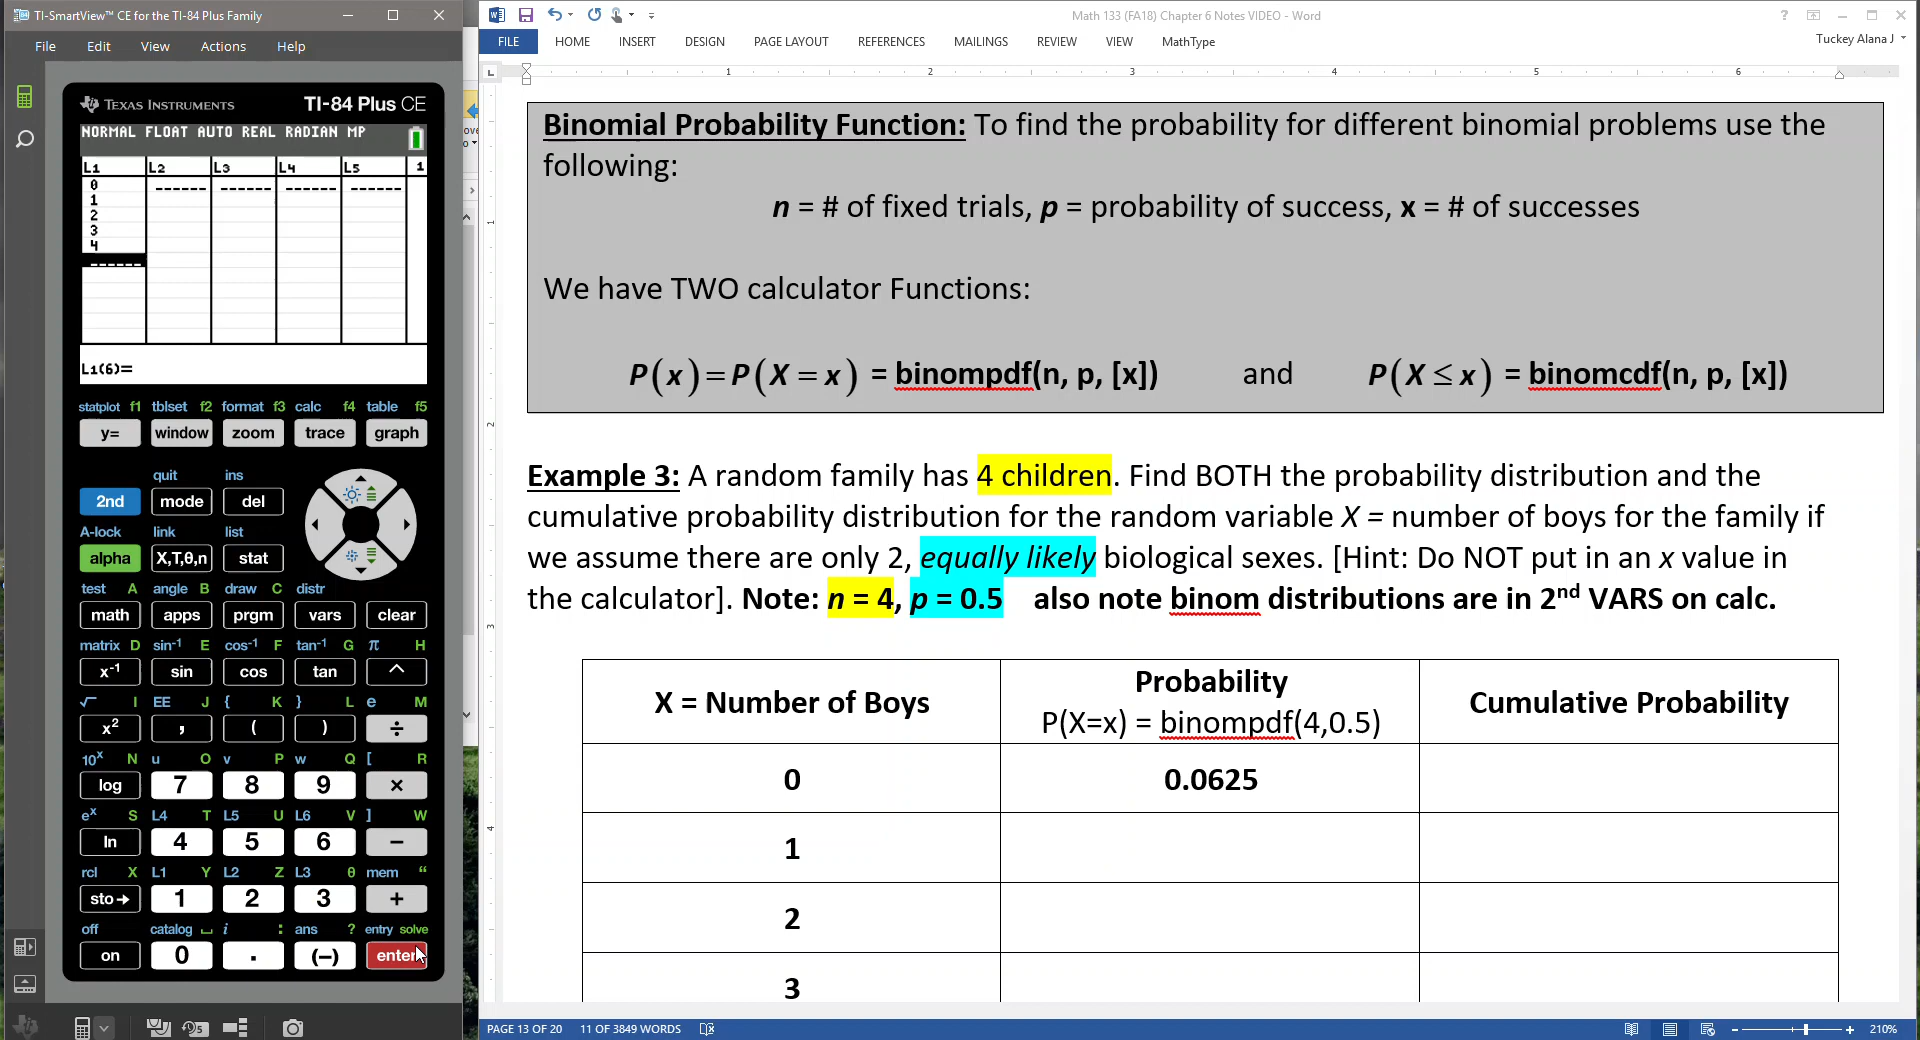 TI-SmartView™ CE for the TI-84 Plus Family
File Edit View Actions Help
TEXAS INSTRUMENTS TI-84 Plus CE
NORMAL FLOAT AUTO REAL RADIAN MP
L1 L2 L3 L4 L5 1
0 ------ ------ ------ ------
1
2
3
4
------
L1(6)=
statplot f1 tblset f2 format f3 calc f4 table f5
y= window zoom trace graph
quit ins
2nd mode del
A-lock link list
alpha X,T,θ,n stat
test A angle B draw C distr
math apps prgm vars clear
matrix D sin⁻¹ E cos⁻¹ F tan⁻¹ G π H
x⁻¹ sin cos tan ^
√ I EE J { K } L e M
x² , ( ) ÷
10ˣ N u O v P w Q [ R
log 7 8 9 ×
eˣ S L4 T L5 U L6 V ] W
ln 4 5 6 −
rcl X L1 Y L2 Z L3 θ mem “
sto→ 1 2 3 +
off catalog ⎵ i : ans ? entry solve
on 0 . (−) enter
Math 133 (FA18) Chapter 6 Notes VIDEO - Word
FILE HOME INSERT DESIGN PAGE LAYOUT REFERENCES MAILINGS REVIEW VIEW MathType
Tuckey Alana J
1 2 3 4 5 6
Binomial Probability Function: To find the probability for different binomial problems use the
following:
n = # of fixed trials, p = probability of success, x = # of successes
We have TWO calculator Functions:
P(x)=P(X=x) = binompdf(n, p, [x]) and P(X≤x) = binomcdf(n, p, [x])
Example 3: A random family has 4 children. Find BOTH the probability distribution and the
cumulative probability distribution for the random variable X = number of boys for the family if
we assume there are only 2, equally likely biological sexes. [Hint: Do NOT put in an x value in
the calculator]. Note: n = 4, p = 0.5 also note binom distributions are in 2nd VARS on calc.
X = Number of Boys
Probability
P(X=x) = binompdf(4,0.5)
Cumulative Probability
0 0.0625
1
2
3
PAGE 13 OF 20 11 OF 3849 WORDS 210%